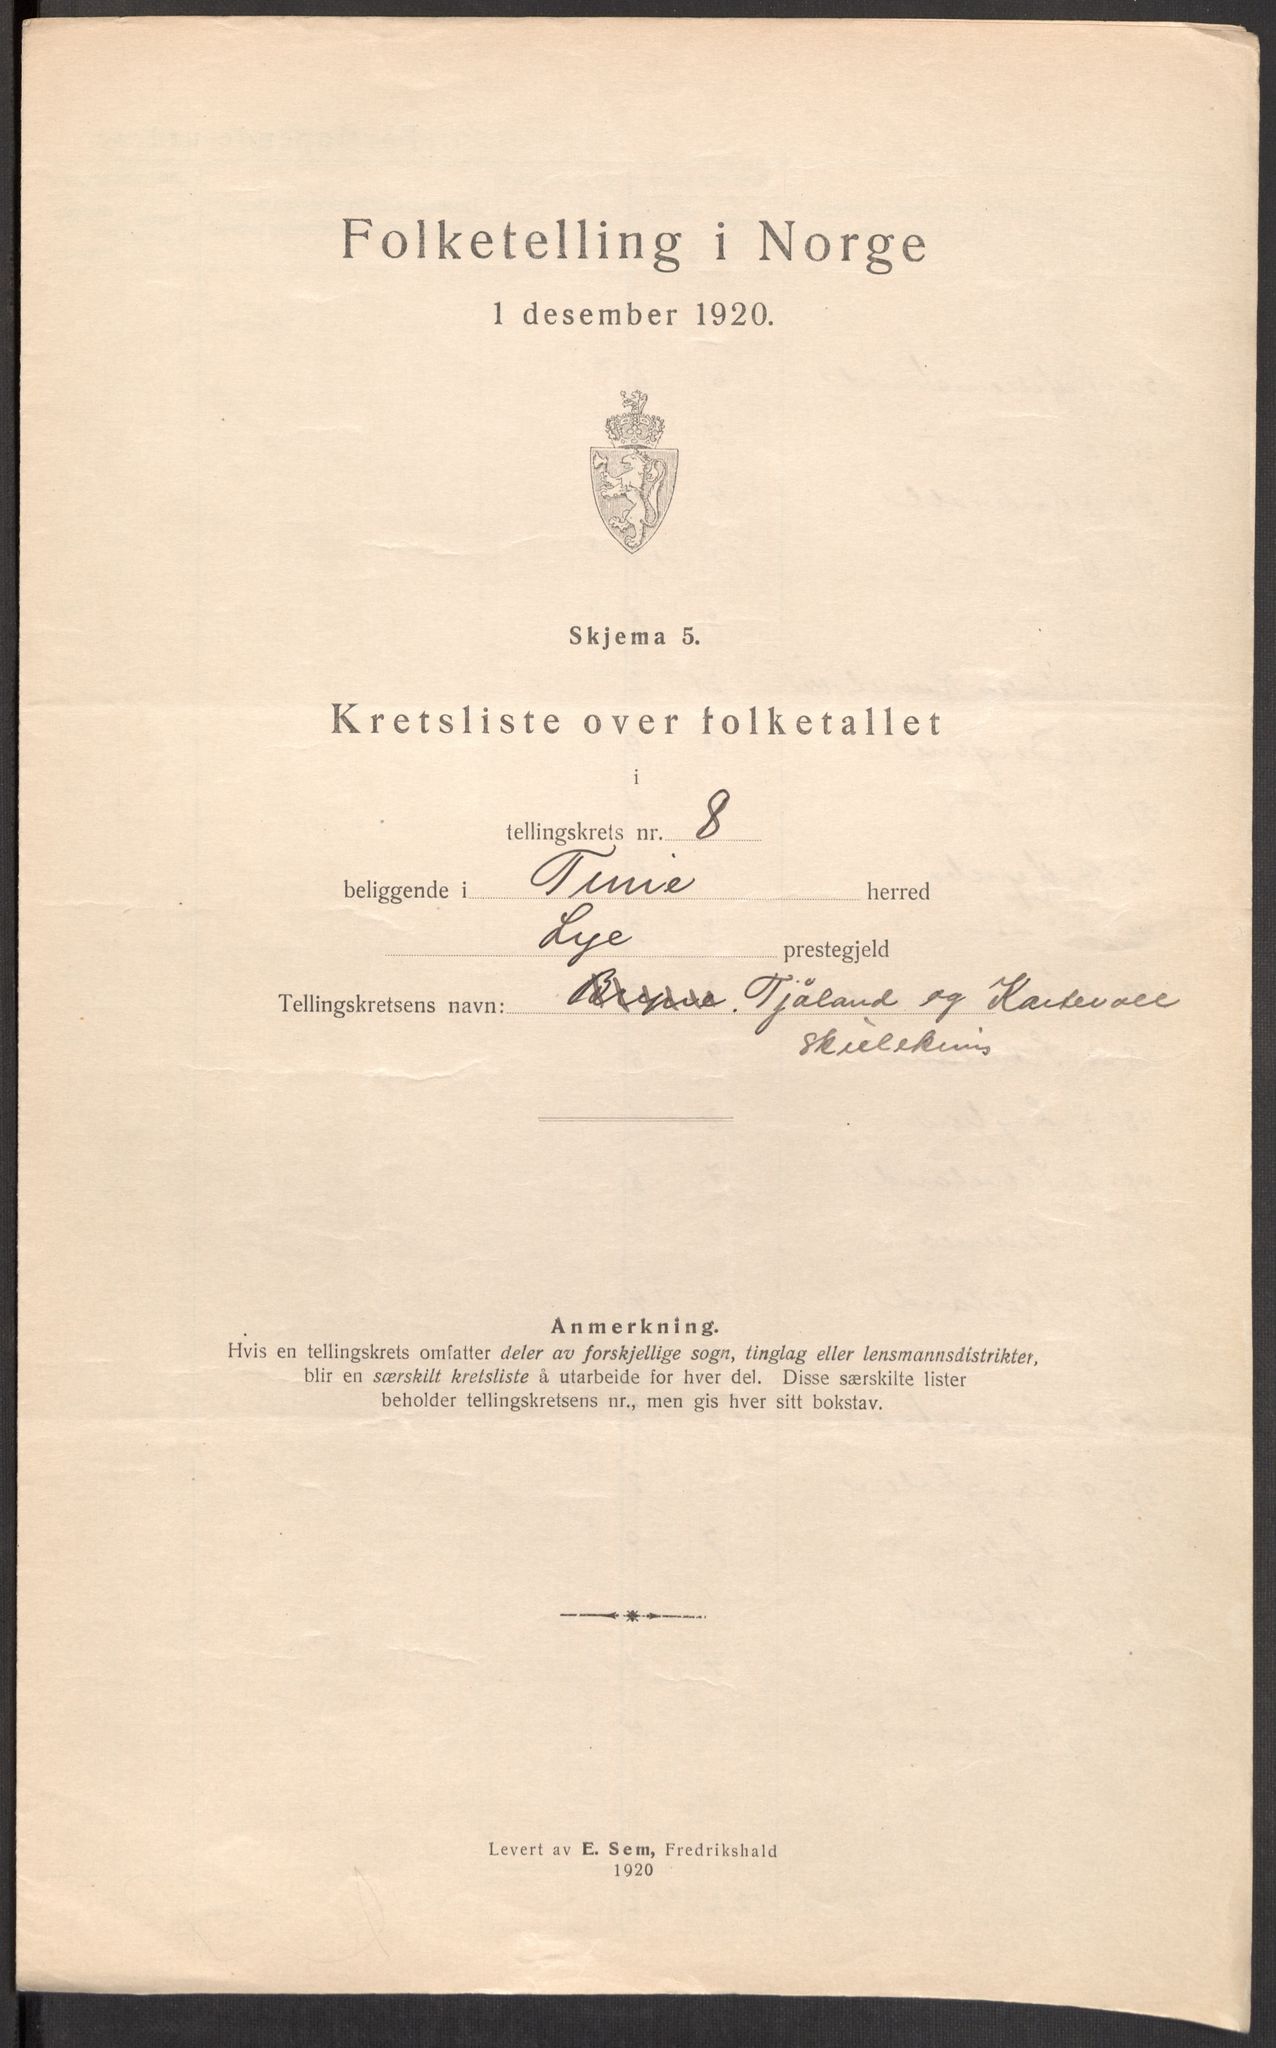 Folketelling i Norge
1 desember 1920.
Skjema 5.
Kretsliste over folketallet
i
tellingskrets nr. 8
beliggende i Time herred
Lye prestegjeld
Tellingskretsens navn: Bryne. Tjåland og Kartevoll
Anmerkning.
Hvis en tellingskrets omfatter deler av forskjellige sogn, tinglag eller lensmannsdistrikter,
blir en særskilt kretsliste å utarbeide for hver del. Disse særskilte lister
beholder tellingskretsens nr., men gis hver sitt bokstav.
Levert av E. Sem, Fredrikshald
1920